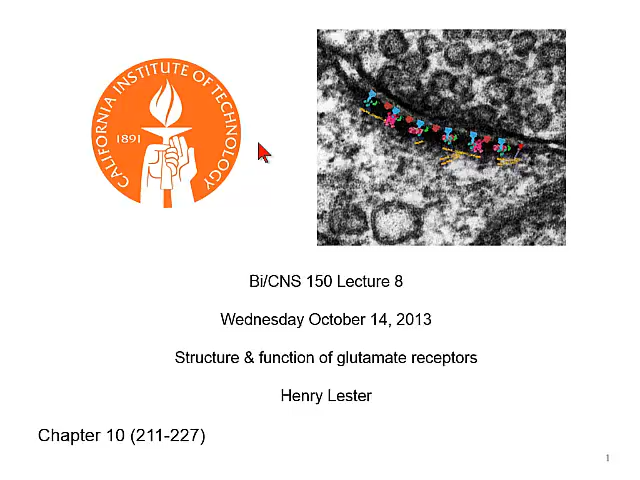 CALIFORNIA INSTITUTE OF TECHNOLOGY
1891
Bi/CNS 150 Lecture 8
Wednesday October 14, 2013
Structure & function of glutamate receptors
Henry Lester
Chapter 10 (211-227)
1